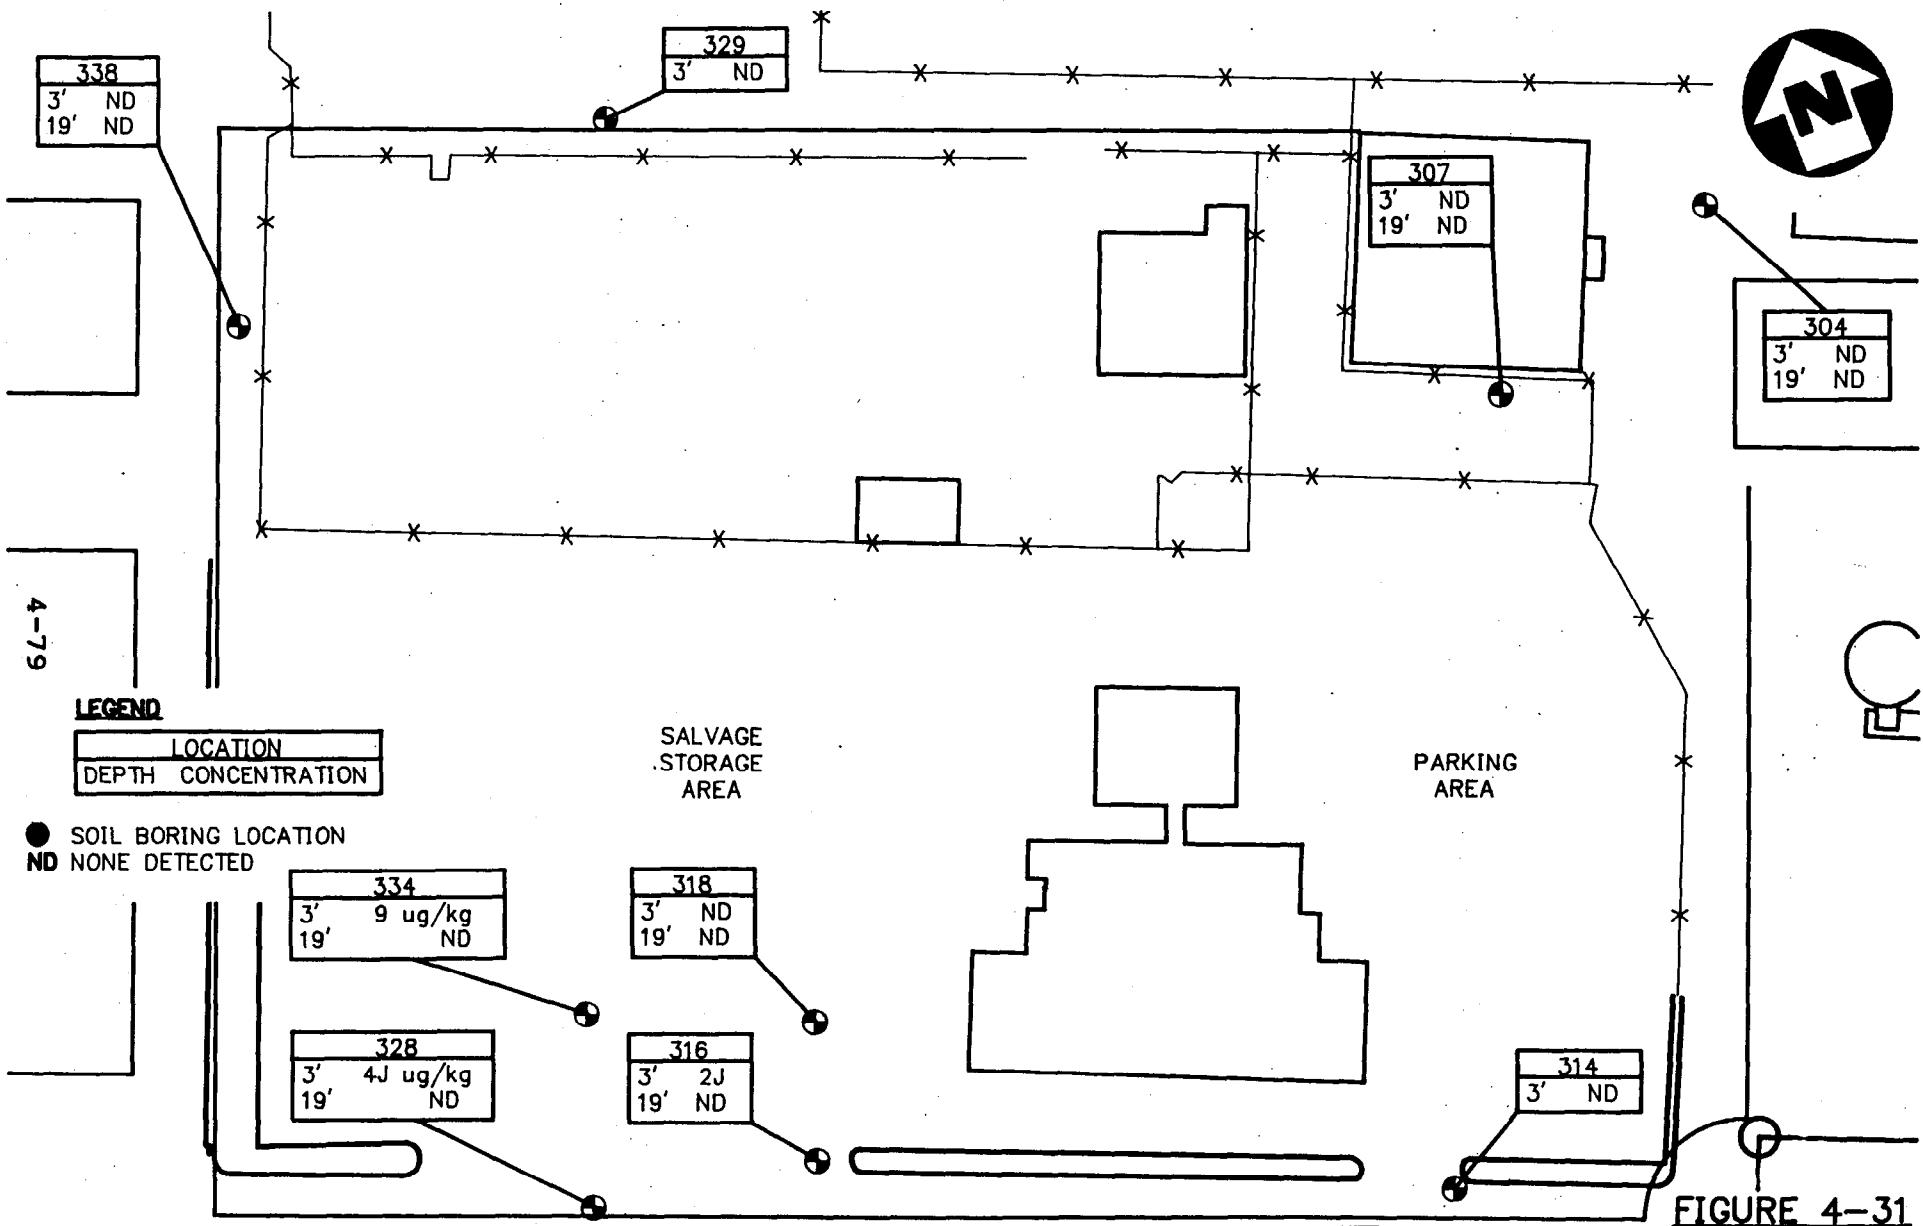 329
3' ND
338
3' ND
19' ND
N
307
3' ND
19' ND
304
3' ND
19' ND
4-79
LEGEND
LOCATION
DEPTH CONCENTRATION
SOIL BORING LOCATION
ND NONE DETECTED
SALVAGE
STORAGE
AREA
PARKING
AREA
334
3' 9 ug/kg
19' ND
318
3' ND
19' ND
328
3' 4J ug/kg
19' ND
316
3' 2J
19' ND
314
3' ND
FIGURE 4-31